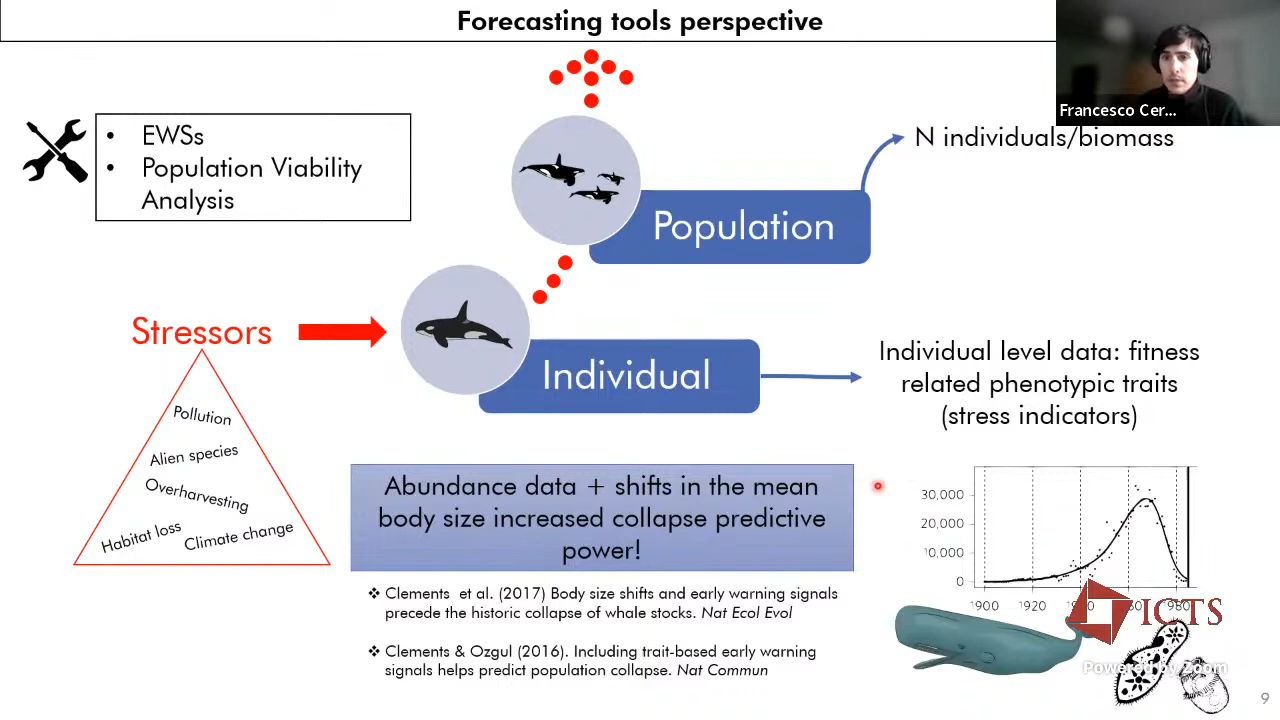 Forecasting tools perspective
Francesco Cer...
• EWSs
• Population Viability
Analysis
N individuals/biomass
Population
Stressors
Individual
Individual level data: fitness
related phenotypic traits
(stress indicators)
Pollution
Alien species
Overharvesting
Habitat loss
Climate change
Abundance data + shifts in the mean
body size increased collapse predictive
power!
30,000
20,000
10,000
0
1900 1920 1980
❖ Clements et al. (2017) Body size shifts and early warning signals
precede the historic collapse of whale stocks. Nat Ecol Evol
❖ Clements & Ozgul (2016). Including trait-based early warning
signals helps predict population collapse. Nat Commun
ICTS
Powered by Zoom
9